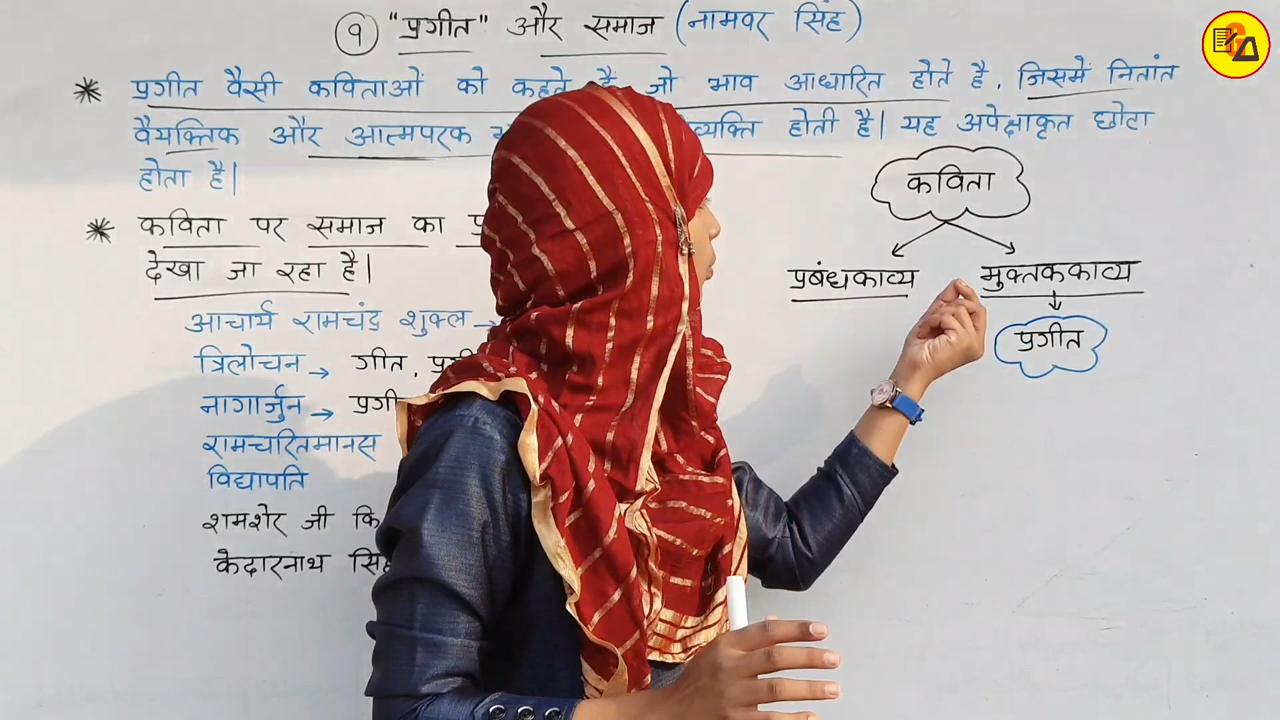 ९ "प्रगीत" और समाज (नामवर सिंह)
* प्रगीत वैसी कविताओं को कहते हैं जो भाव आधारित होते है, जिसमें नितांत
वैयक्तिक और आत्मपरक व्यक्ति होती है। यह अपेक्षाकृत छोटा
होता है।
* कविता पर समाज का
देखा जा रहा है।
आचार्य रामचंद्र शुक्ल →
त्रिलोचन → गीत,
नागार्जुन →
रामचरितमानस
विद्यापति
शमशेर जी कि
केदारनाथ सिंह
कविता
प्रबंधकाव्य मुक्तककाव्य
प्रगीत